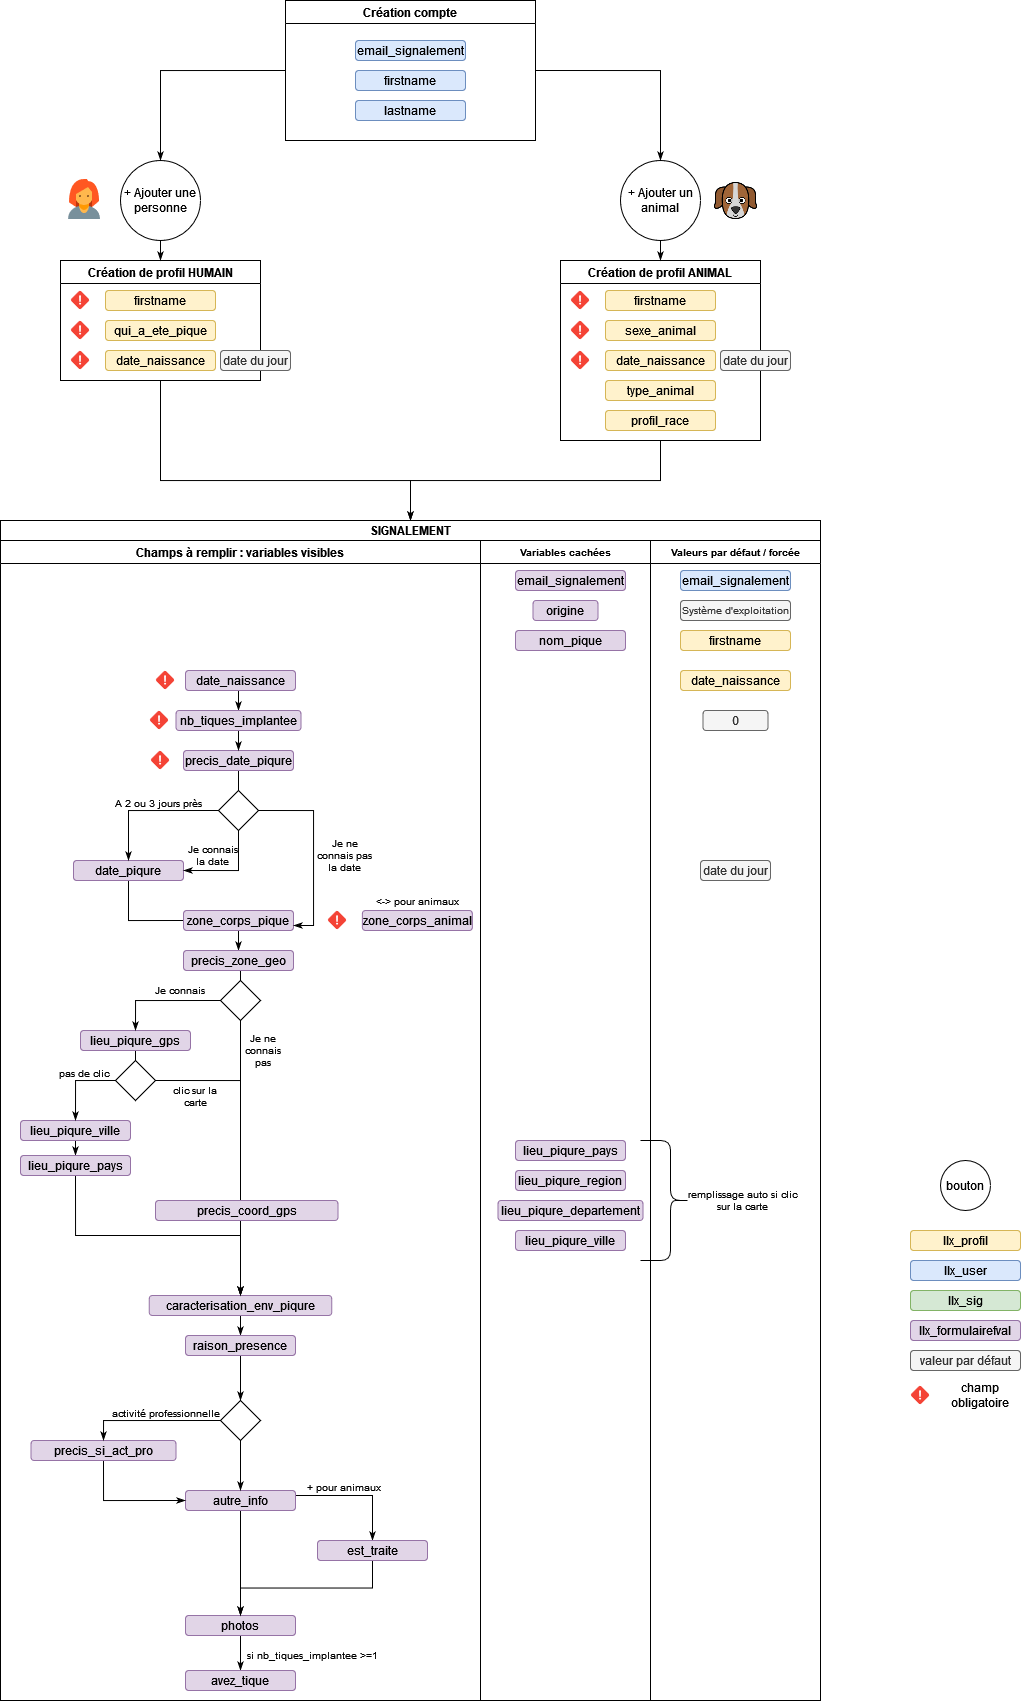 Création compte
email_signalement
firstname
lastname
+ Ajouter une
personne
+ Ajouter un
animal
Création de profil HUMAIN
firstname
qui_a_ete_pique
date_naissance
date du jour
Création de profil ANIMAL
firstname
sexe_animal
date_naissance
date du jour
type_animal
profil_race
SIGNALEMENT
Champs à remplir : variables visibles
Variables cachées
Valeurs par défaut / forcée
email_signalement
email_signalement
origine
Système d'exploitation
nom_pique
firstname
date_naissance
date_naissance
nb_tiques_implantee
0
precis_date_piqure
A 2 ou 3 jours près
Je connais
la date
Je ne
connais pas
la date
date_piqure
date du jour
<-> pour animaux
zone_corps_pique
zone_corps_animal
precis_zone_geo
Je connais
Je ne
connais
pas
lieu_piqure_gps
pas de clic
clic sur la
carte
lieu_piqure_ville
lieu_piqure_pays
lieu_piqure_pays
lieu_piqure_region
lieu_piqure_departement
lieu_piqure_ville
remplissage auto si clic
sur la carte
precis_coord_gps
caracterisation_env_piqure
raison_presence
activité professionnelle
precis_si_act_pro
autre_info
+ pour animaux
est_traite
photos
si nb_tiques_implantee >=1
avez_tique
bouton
llx_profil
llx_user
llx_sig
llx_formulairefval
valeur par défaut
champ
obligatoire